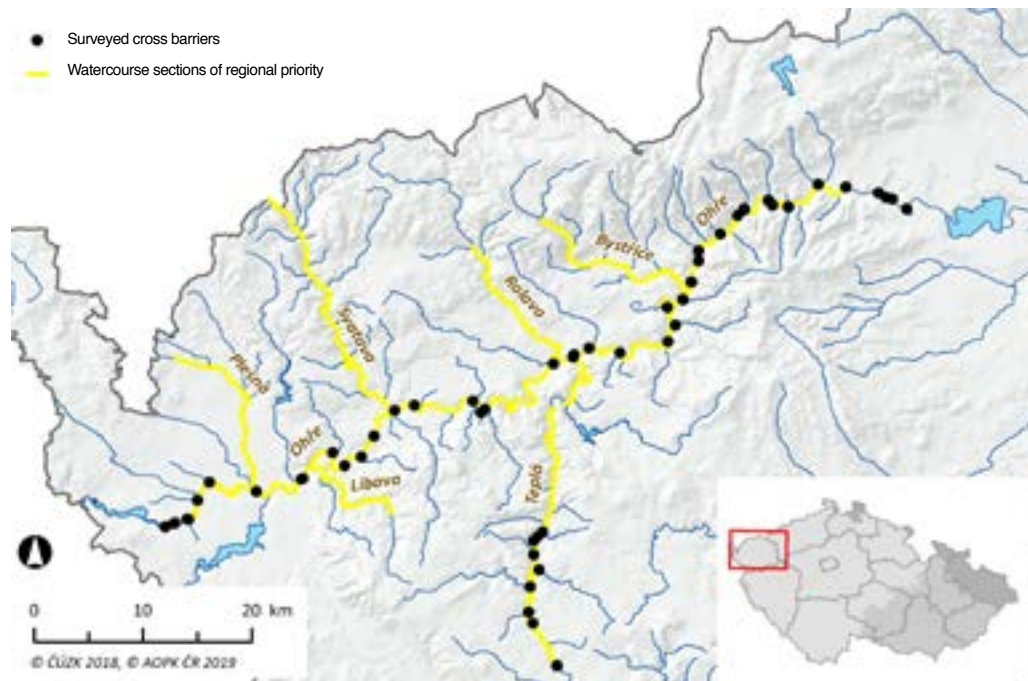 Surveyed cross barriers
Watercourse sections of regional priority
Ohře
Bystřice
Rolava
Svatava
Plesná
Ohře
Libava
Teplá
0 10 20 km
© ČÚZK 2018, © AOPK ČR 2019